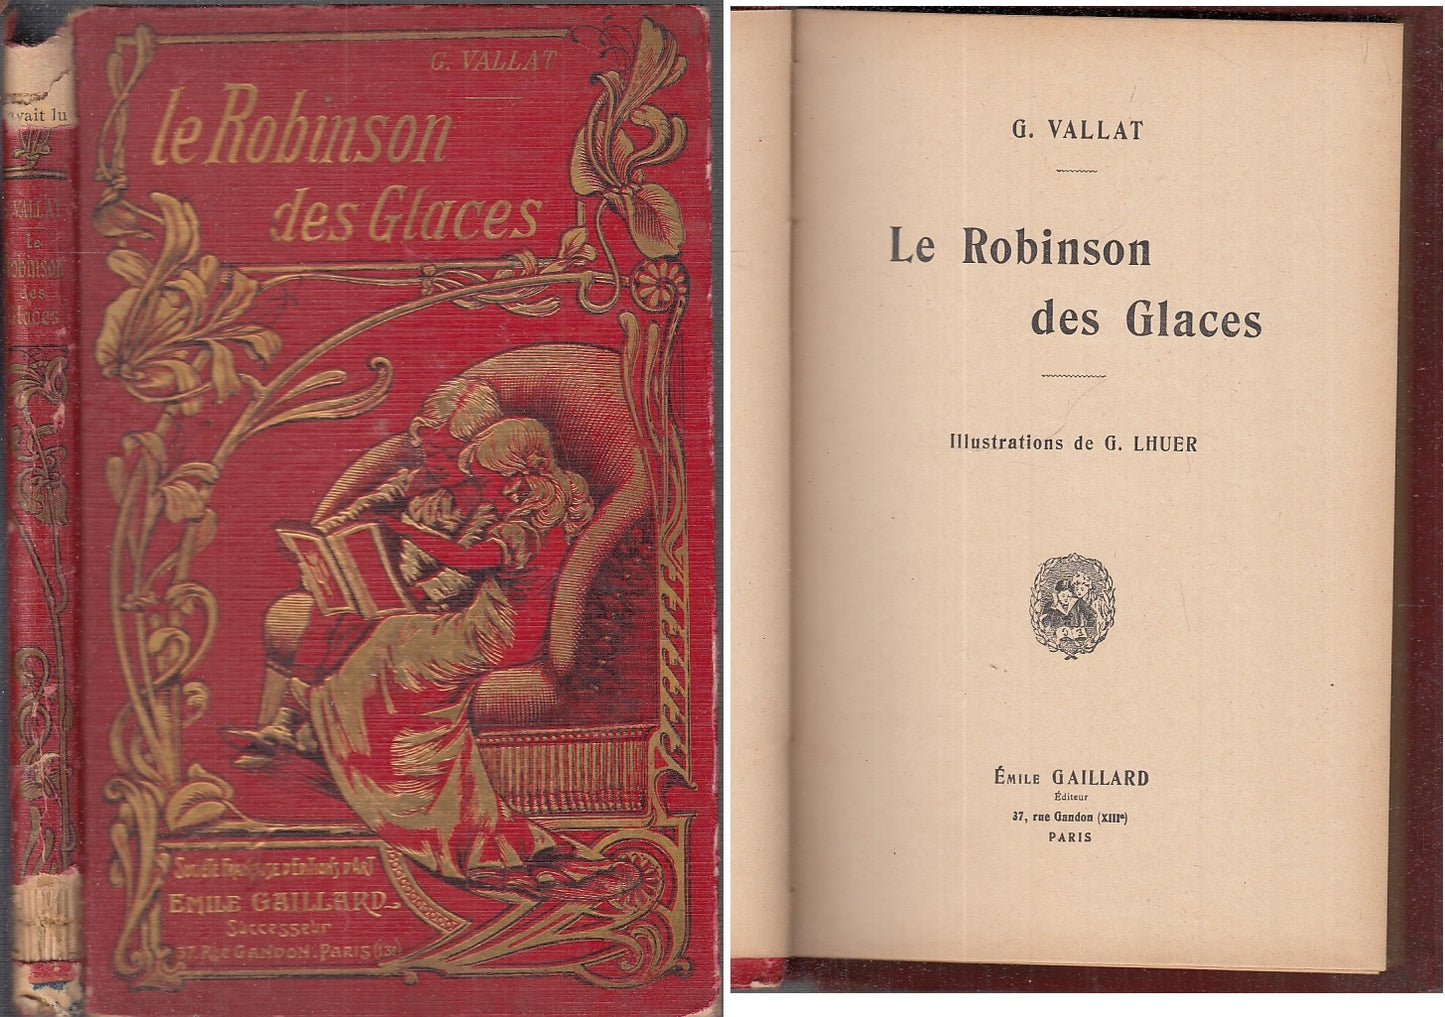 avait lu
VALLAT
Le
Robinson
des
Glaces
G. VALLAT
le Robinson
des Glaces
SOCIÉTÉ FRANÇAISE D'ÉDITIONS D'ART
EMILE GAILLARD
Successeur
37. RUE GANDON. PARIS (13)
G. VALLAT
Le Robinson
des Glaces
Illustrations de G. LHUER
ÉMILE GAILLARD
Éditeur
37, rue Gandon (XIIIe)
PARIS